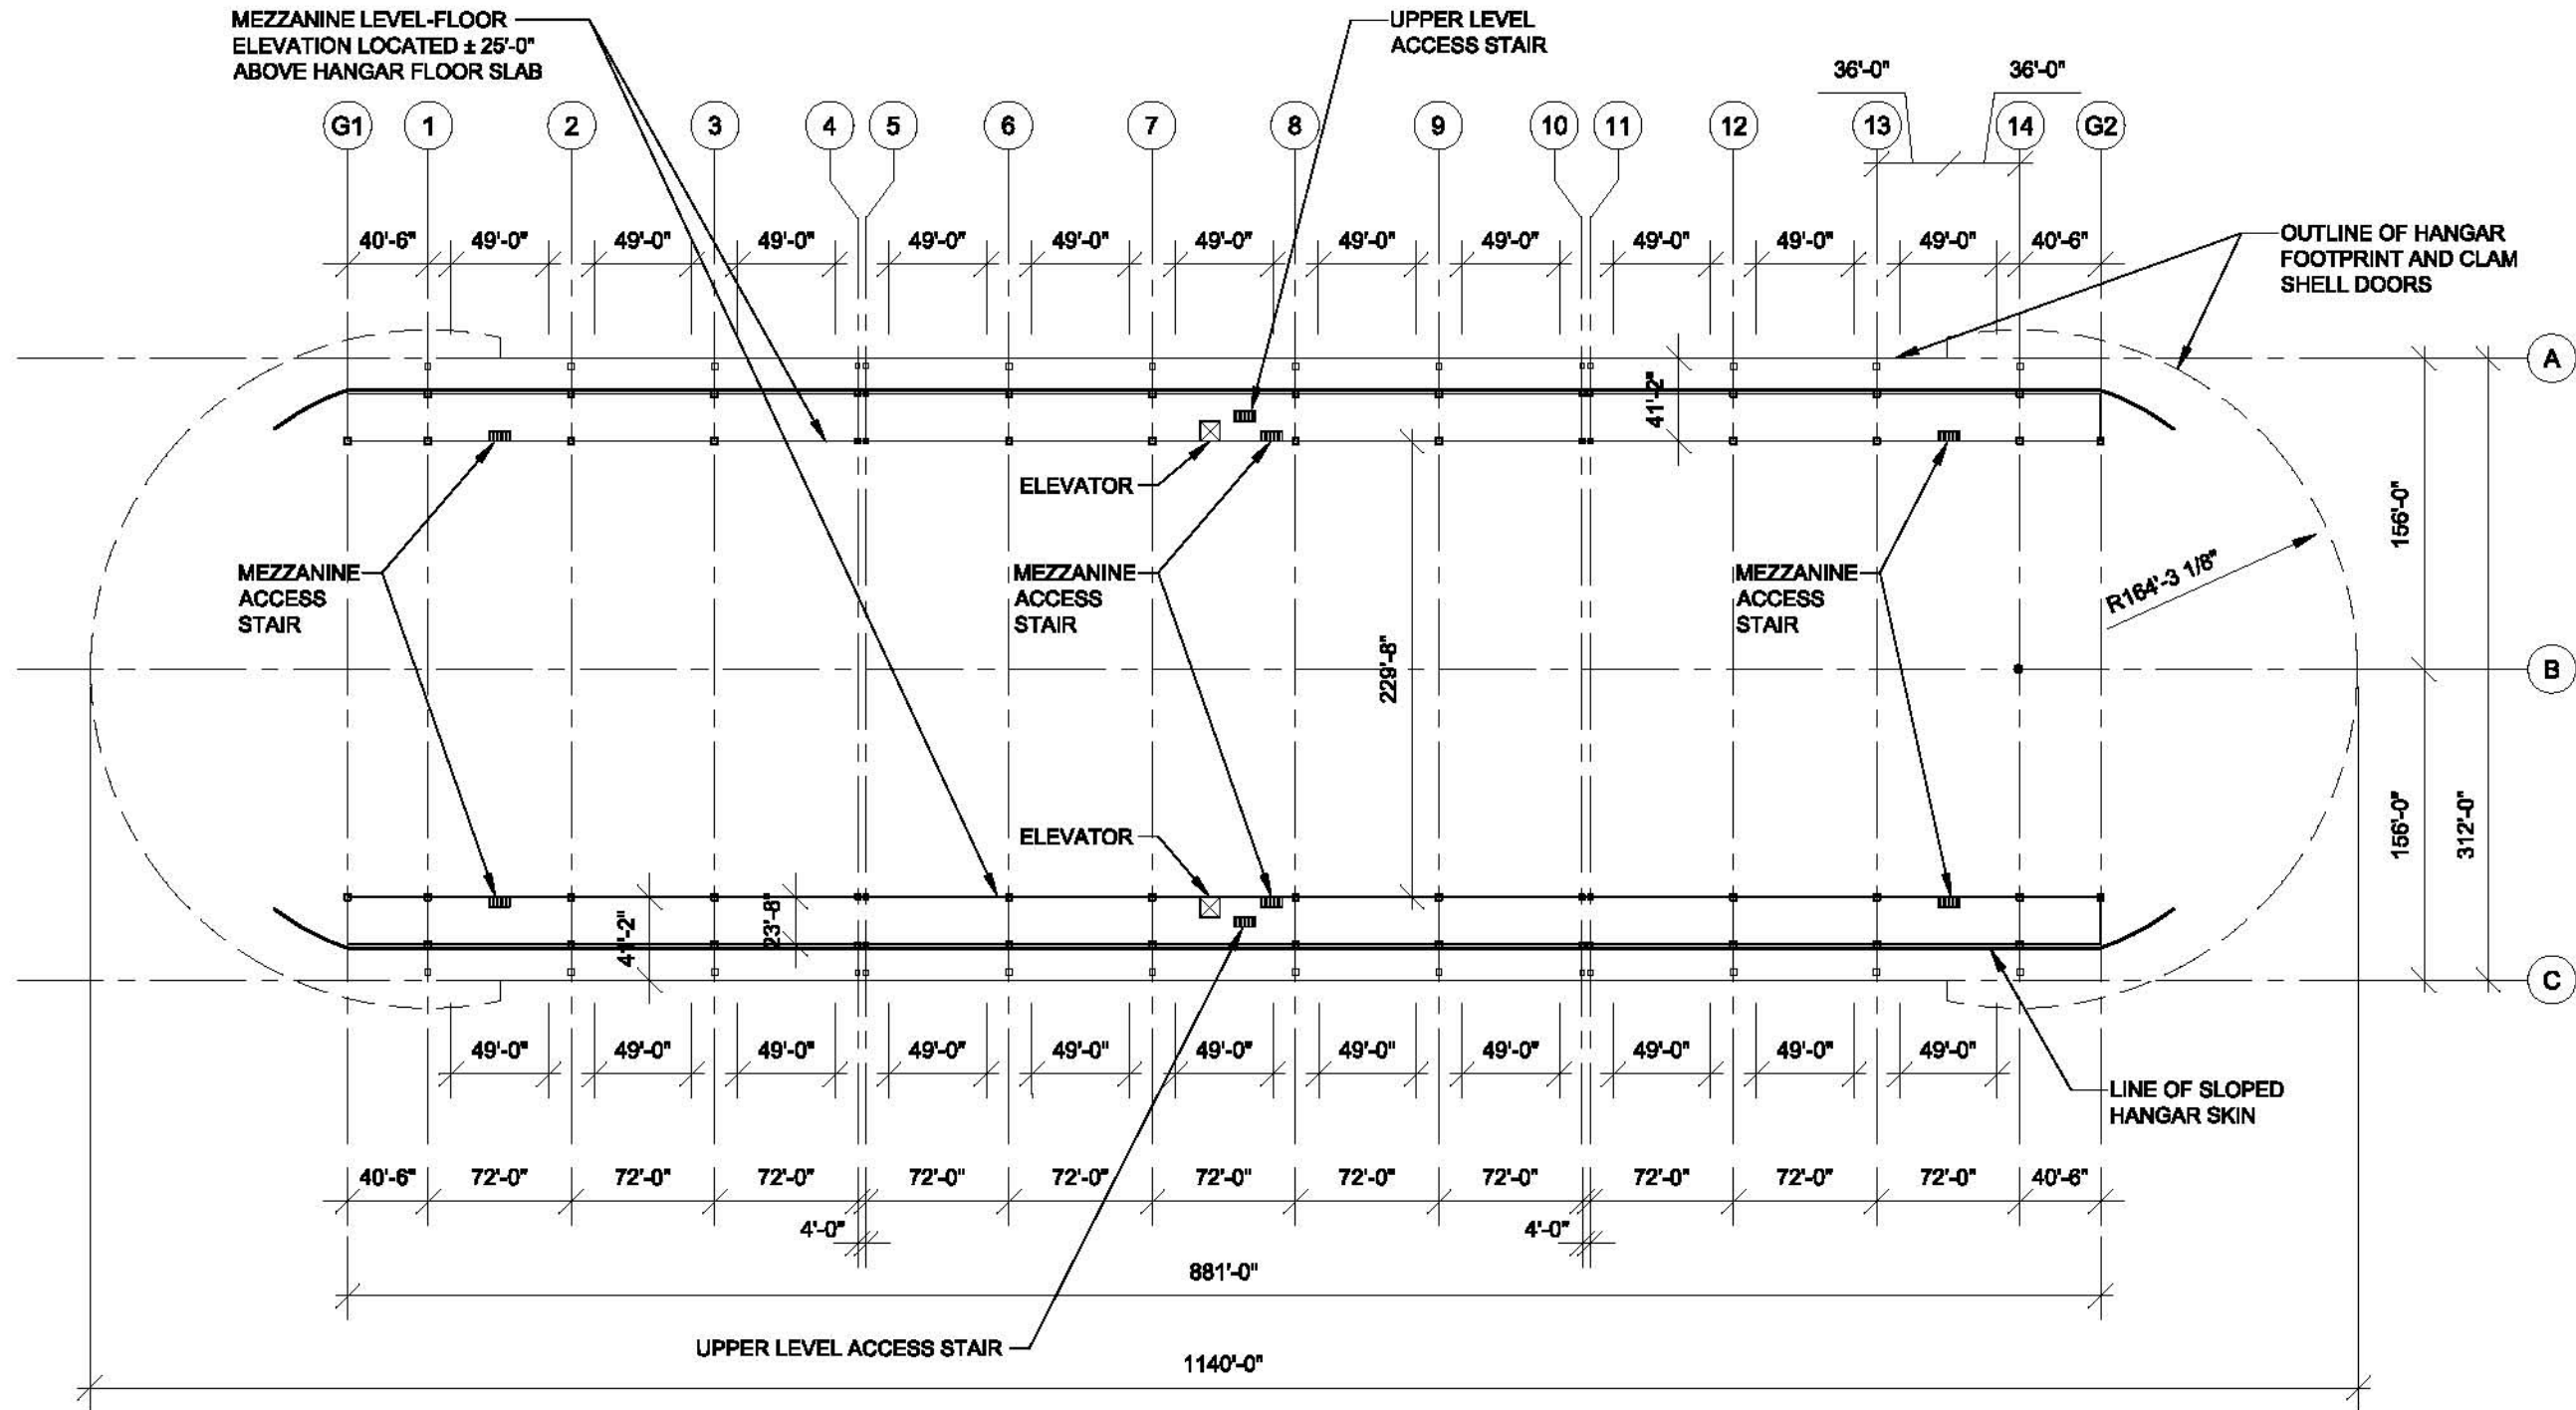 MEZZANINE LEVEL-FLOOR
ELEVATION LOCATED ± 25'-0"
ABOVE HANGAR FLOOR SLAB
UPPER LEVEL
ACCESS STAIR
36'-0" 36'-0"
G1 1 2 3 4 5 6 7 8 9 10 11 12 13 14 G2
40'-6" 49'-0" 49'-0" 49'-0" 49'-0" 49'-0" 49'-0" 49'-0" 49'-0" 49'-0" 49'-0" 49'-0" 40'-6"
OUTLINE OF HANGAR
FOOTPRINT AND CLAM
SHELL DOORS
A
41'-2"
ELEVATOR
156'-0"
MEZZANINE
ACCESS
STAIR
MEZZANINE
ACCESS
STAIR
MEZZANINE
ACCESS
STAIR
R164'-3 1/8"
229'-8"
B
ELEVATOR
156'-0"
312'-0"
41'-2"
23'-8"
C
49'-0" 49'-0" 49'-0" 49'-0" 49'-0" 49'-0" 49'-0" 49'-0" 49'-0" 49'-0" 49'-0"
LINE OF SLOPED
HANGAR SKIN
40'-6" 72'-0" 72'-0" 72'-0" 72'-0" 72'-0" 72'-0" 72'-0" 72'-0" 72'-0" 72'-0" 72'-0" 40'-6"
4'-0" 4'-0"
881'-0"
UPPER LEVEL ACCESS STAIR
1140'-0"